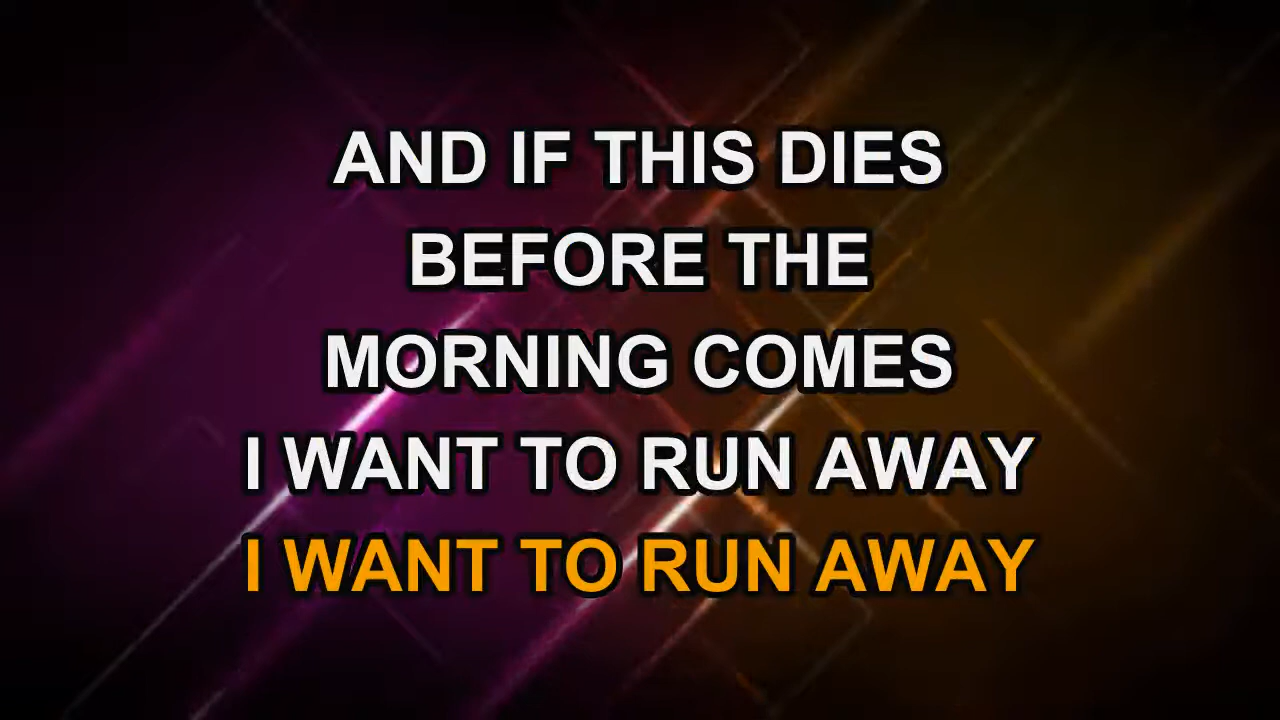 AND IF THIS DIES
BEFORE THE
MORNING COMES
I WANT TO RUN AWAY
I WANT TO RUN AWAY